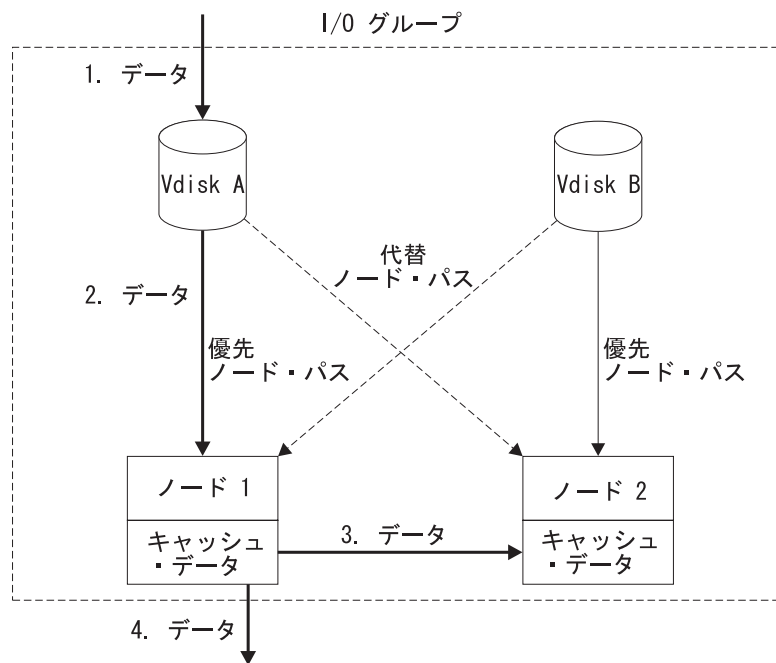 I/O グループ
1. データ
Vdisk A
Vdisk B
代替
ノード・パス
2. データ
優先
ノード・パス
優先
ノード・パス
ノード 1
ノード 2
キャッシュ
・データ
3. データ
キャッシュ
・データ
4. データ